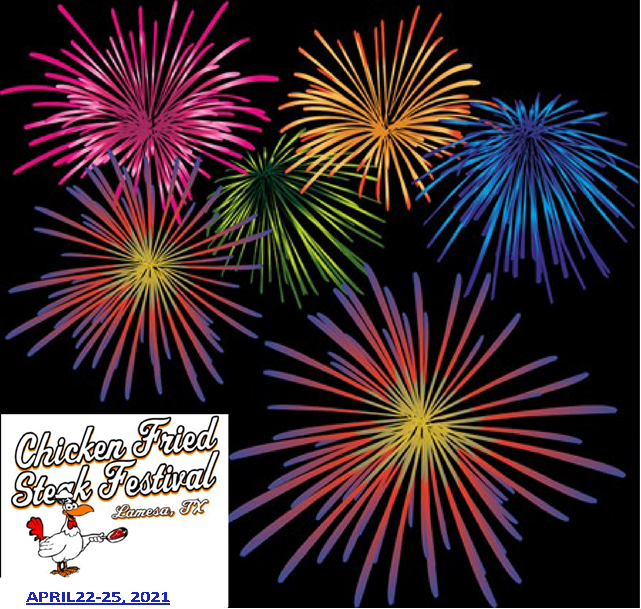 Chicken Fried
Steak Festival
Lamesa, TX
APRIL22-25, 2021